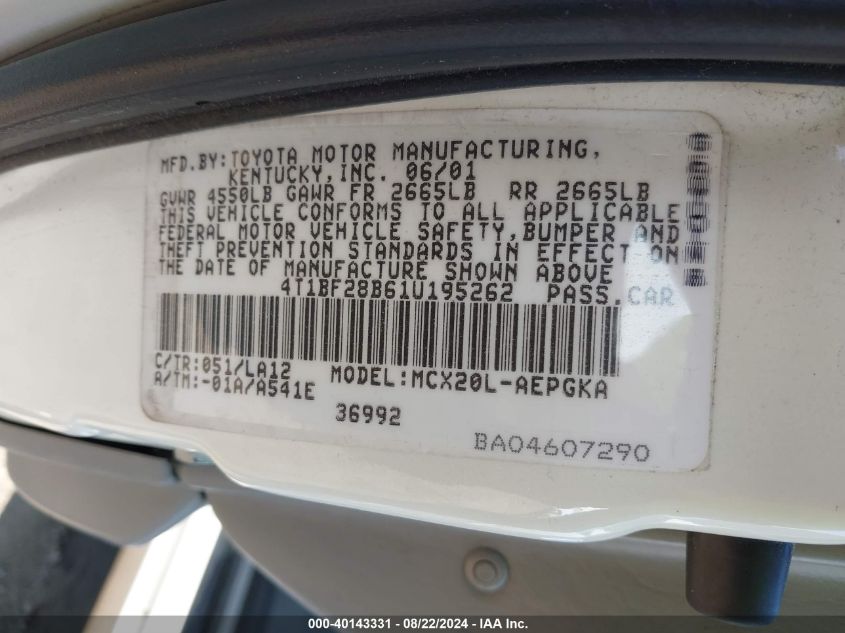 MFD.BY:TOYOTA MOTOR MANUFACTURING,
KENTUCKY,INC. 06/01
GVWR 4550LB GAWR FR 2665LB RR 2665LB
THIS VEHICLE CONFORMS TO ALL APPLICABLE
FEDERAL MOTOR VEHICLE SAFETY,BUMPER AND
THEFT PREVENTION STANDARDS IN EFFECT ON
THE DATE OF MANUFACTURE SHOWN ABOVE
4T1BF28B61U195262 PASS.CAR
C/TR:051/LA12
A/TM:-01A/A541E MODEL:MCX20L-AEPGKA
36992
BA04607290
000-40143331 - 08/22/2024 - IAA Inc.